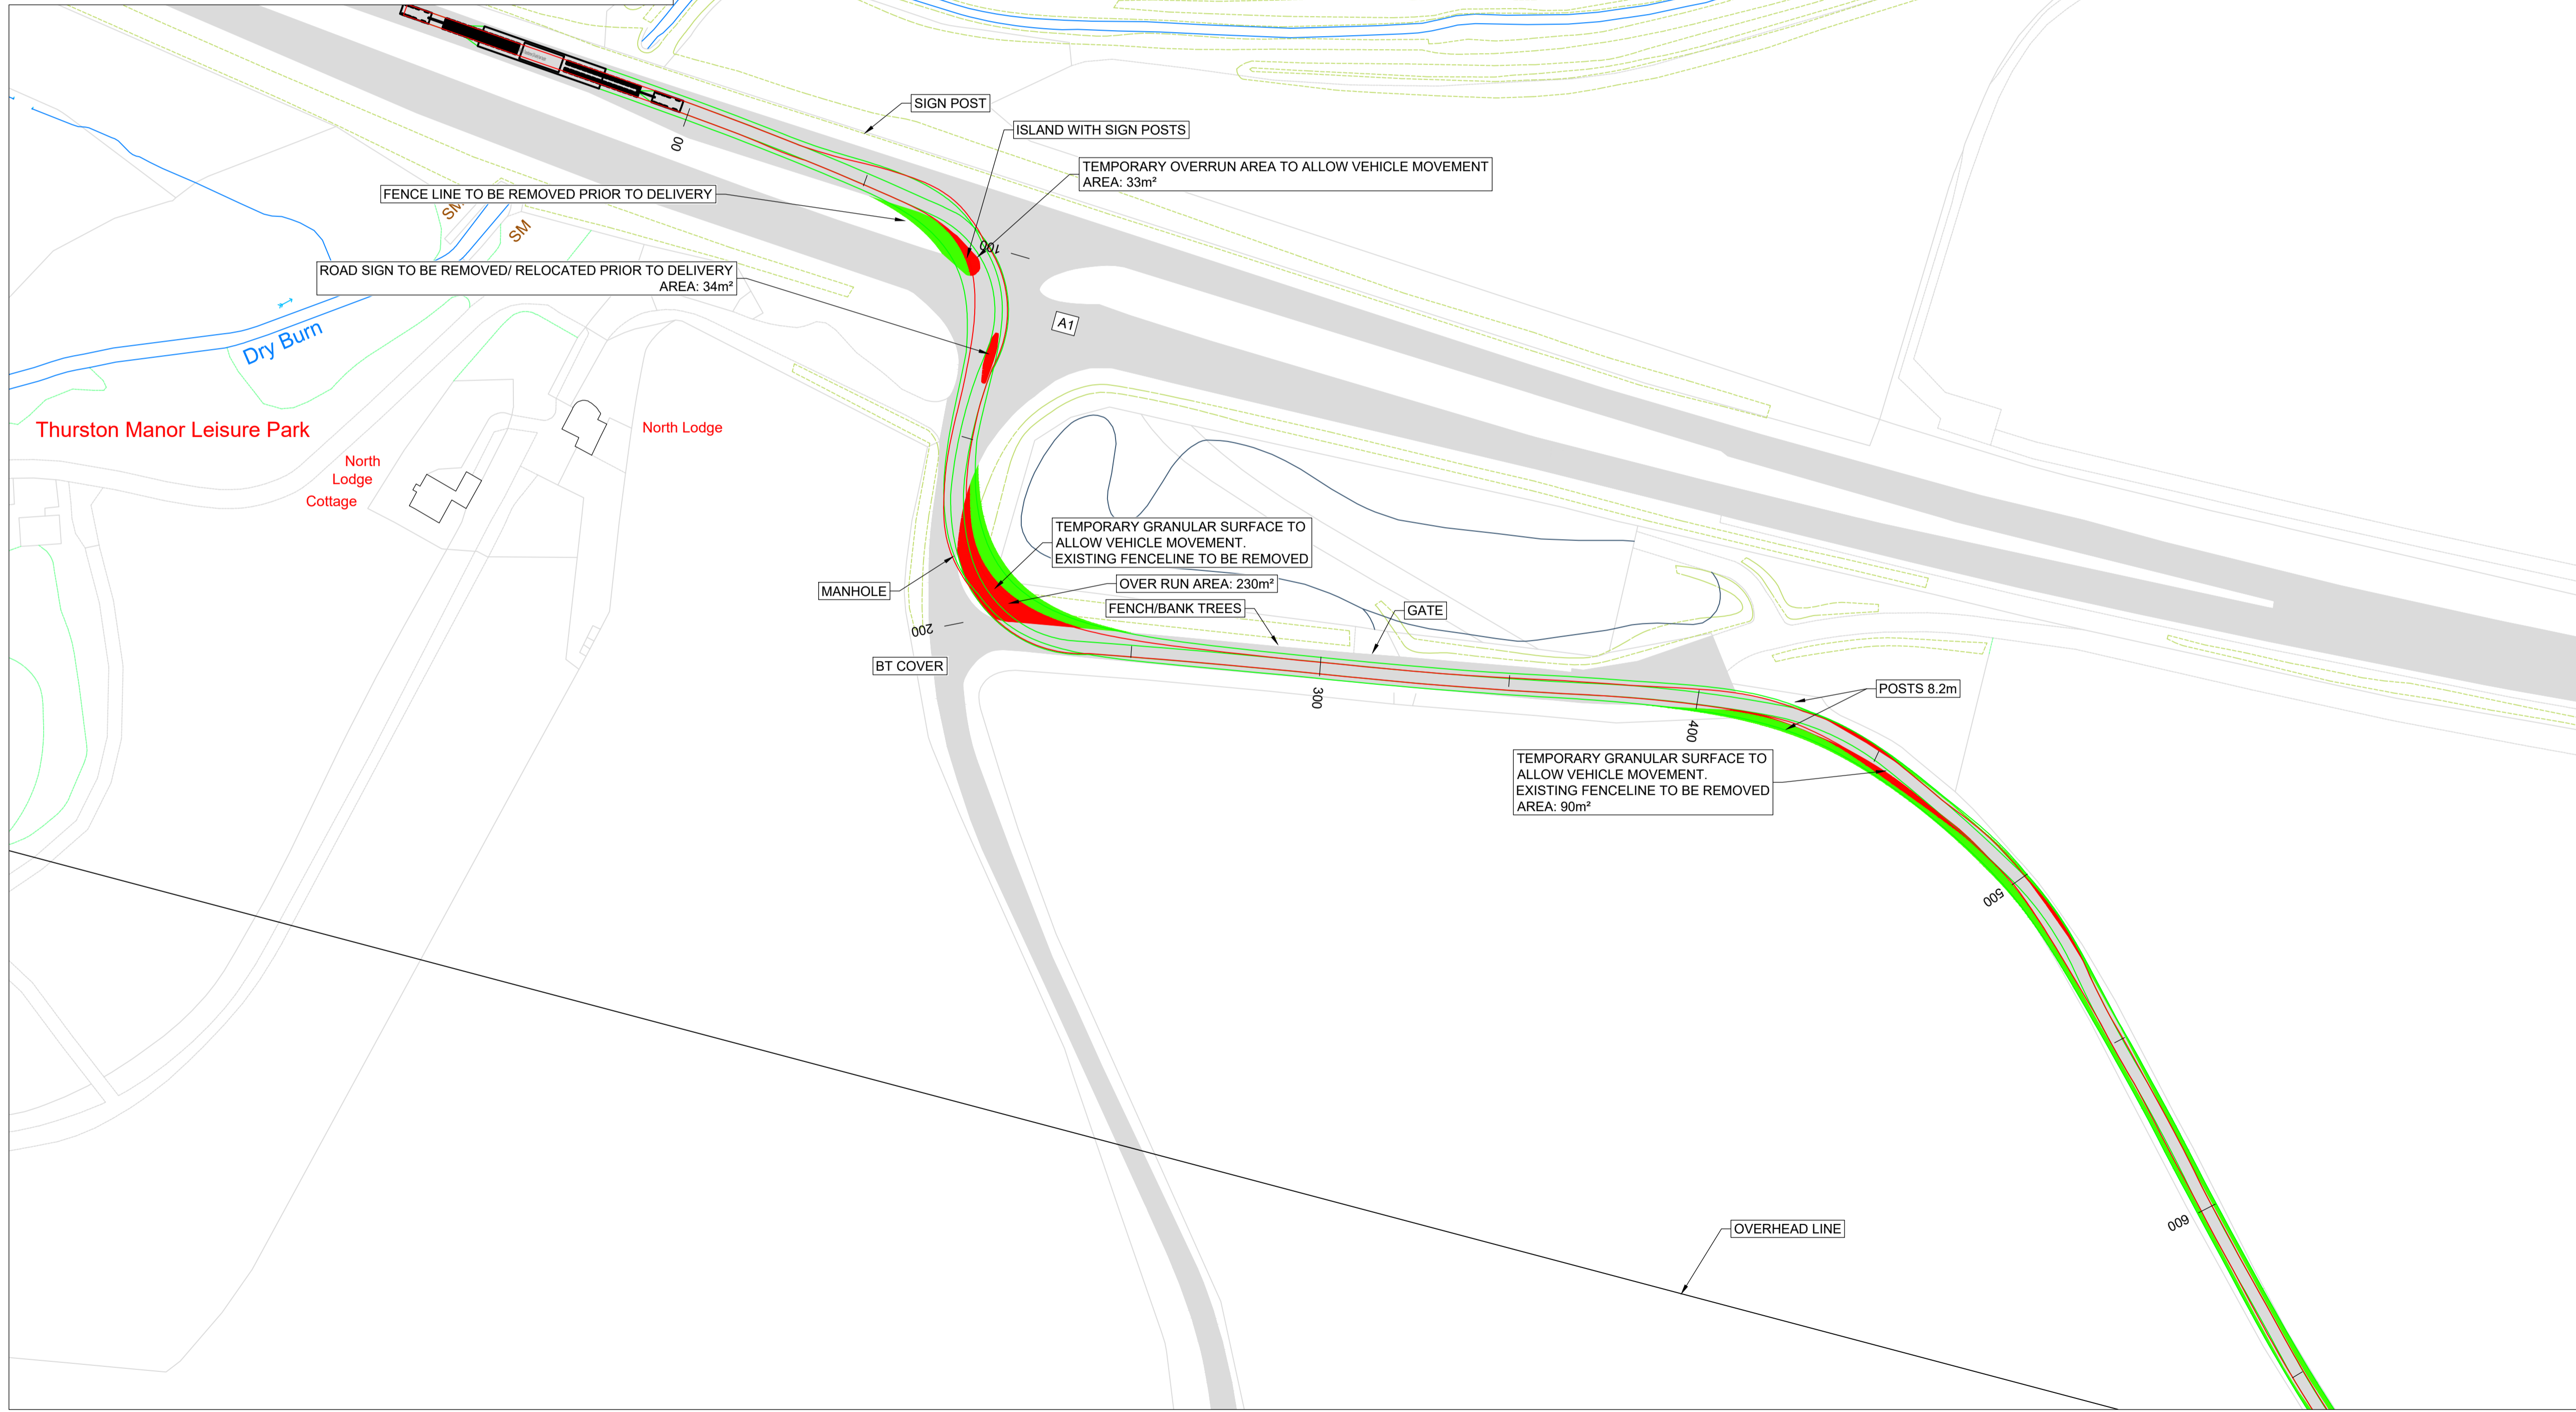 SIGN POST
ISLAND WITH SIGN POSTS
00
TEMPORARY OVERRUN AREA TO ALLOW VEHICLE MOVEMENT
AREA: 33m²
FENCE LINE TO BE REMOVED PRIOR TO DELIVERY
SM
SM
100
ROAD SIGN TO BE REMOVED/ RELOCATED PRIOR TO DELIVERY
AREA: 34m²
A1
Dry Burn
Thurston Manor Leisure Park
North Lodge
North
Lodge
Cottage
TEMPORARY GRANULAR SURFACE TO
ALLOW VEHICLE MOVEMENT.
EXISTING FENCELINE TO BE REMOVED
MANHOLE
OVER RUN AREA: 230m²
FENCH/BANK TREES
GATE
200
BT COVER
300
POSTS 8.2m
400
TEMPORARY GRANULAR SURFACE TO
ALLOW VEHICLE MOVEMENT.
EXISTING FENCELINE TO BE REMOVED
AREA: 90m²
500
600
OVERHEAD LINE